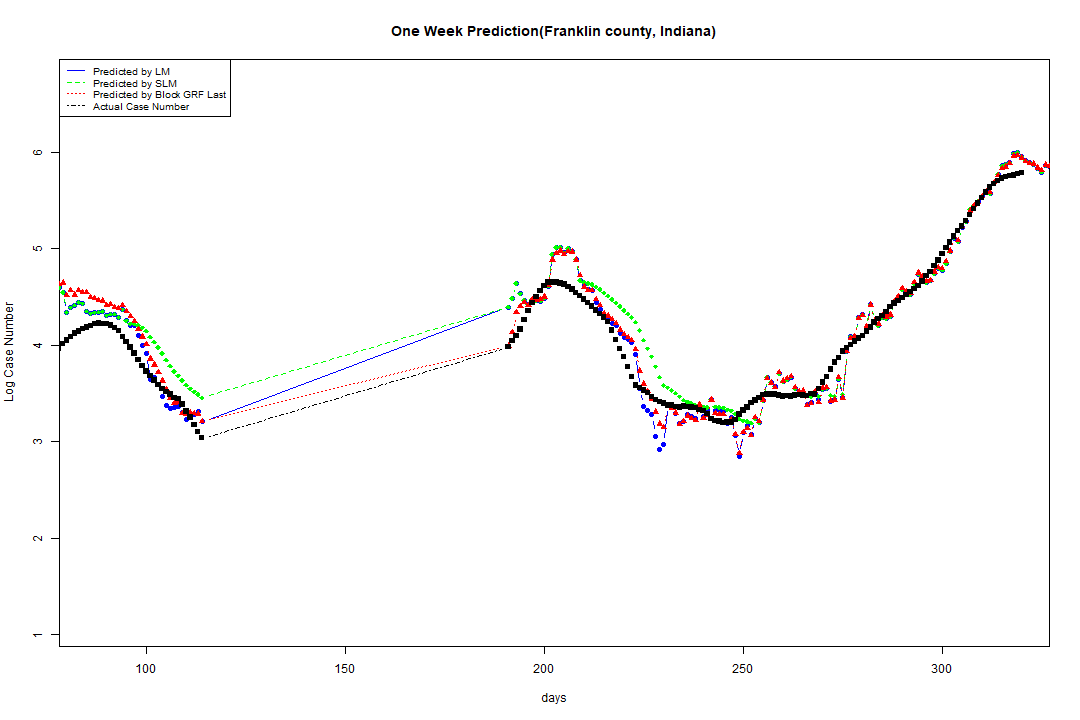 One Week Prediction(Franklin county, Indiana)
Predicted by LM
Predicted by SLM
Predicted by Block GRF Last
Actual Case Number
Log Case Number
6
5
4
3
2
1
100 150 200 250 300
days